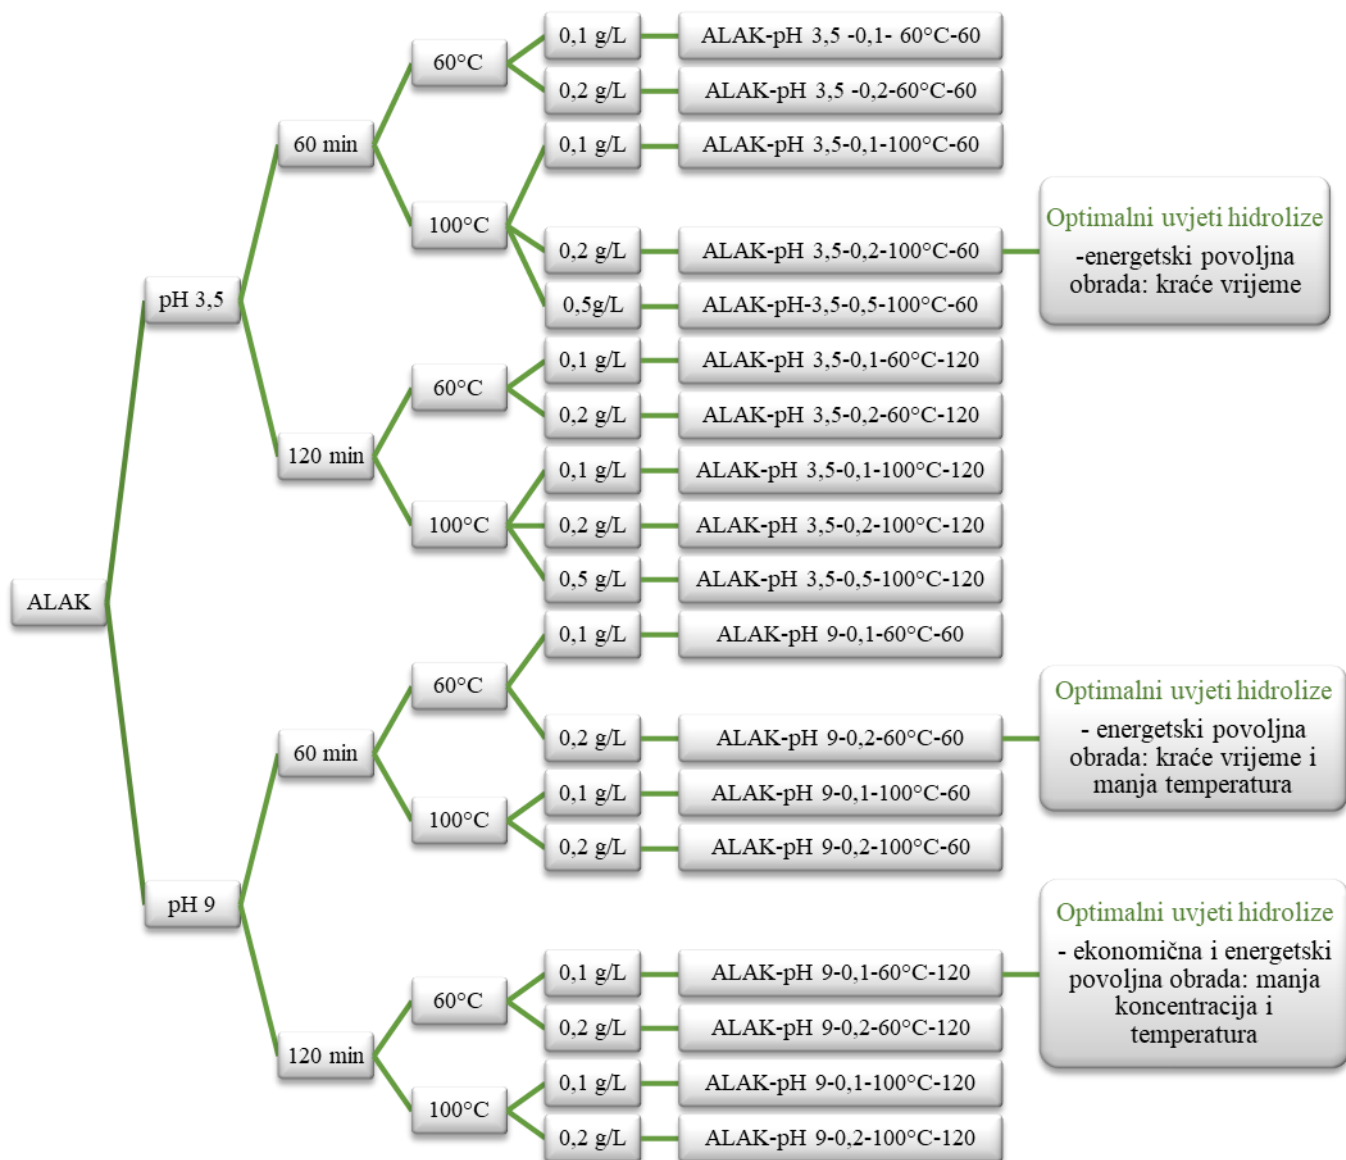 ALAK
pH 3,5
60 min
60°C
0,1 g/L
ALAK-pH 3,5 -0,1- 60°C-60
0,2 g/L
ALAK-pH 3,5 -0,2-60°C-60
100°C
0,1 g/L
ALAK-pH 3,5-0,1-100°C-60
0,2 g/L
ALAK-pH 3,5-0,2-100°C-60
Optimalni uvjeti hidrolize
-energetski povoljna
obrada: kraće vrijeme
0,5g/L
ALAK-pH-3,5-0,5-100°C-60
120 min
60°C
0,1 g/L
ALAK-pH 3,5-0,1-60°C-120
0,2 g/L
ALAK-pH 3,5-0,2-60°C-120
100°C
0,1 g/L
ALAK-pH 3,5-0,1-100°C-120
0,2 g/L
ALAK-pH 3,5-0,2-100°C-120
0,5 g/L
ALAK-pH 3,5-0,5-100°C-120
pH 9
60 min
60°C
0,1 g/L
ALAK-pH 9-0,1-60°C-60
0,2 g/L
ALAK-pH 9-0,2-60°C-60
Optimalni uvjeti hidrolize
- energetski povoljna
obrada: kraće vrijeme i
manja temperatura
100°C
0,1 g/L
ALAK-pH 9-0,1-100°C-60
0,2 g/L
ALAK-pH 9-0,2-100°C-60
120 min
60°C
0,1 g/L
ALAK-pH 9-0,1-60°C-120
Optimalni uvjeti hidrolize
- ekonomična i energetski
povoljna obrada: manja
koncentracija i
temperatura
0,2 g/L
ALAK-pH 9-0,2-60°C-120
100°C
0,1 g/L
ALAK-pH 9-0,1-100°C-120
0,2 g/L
ALAK-pH 9-0,2-100°C-120